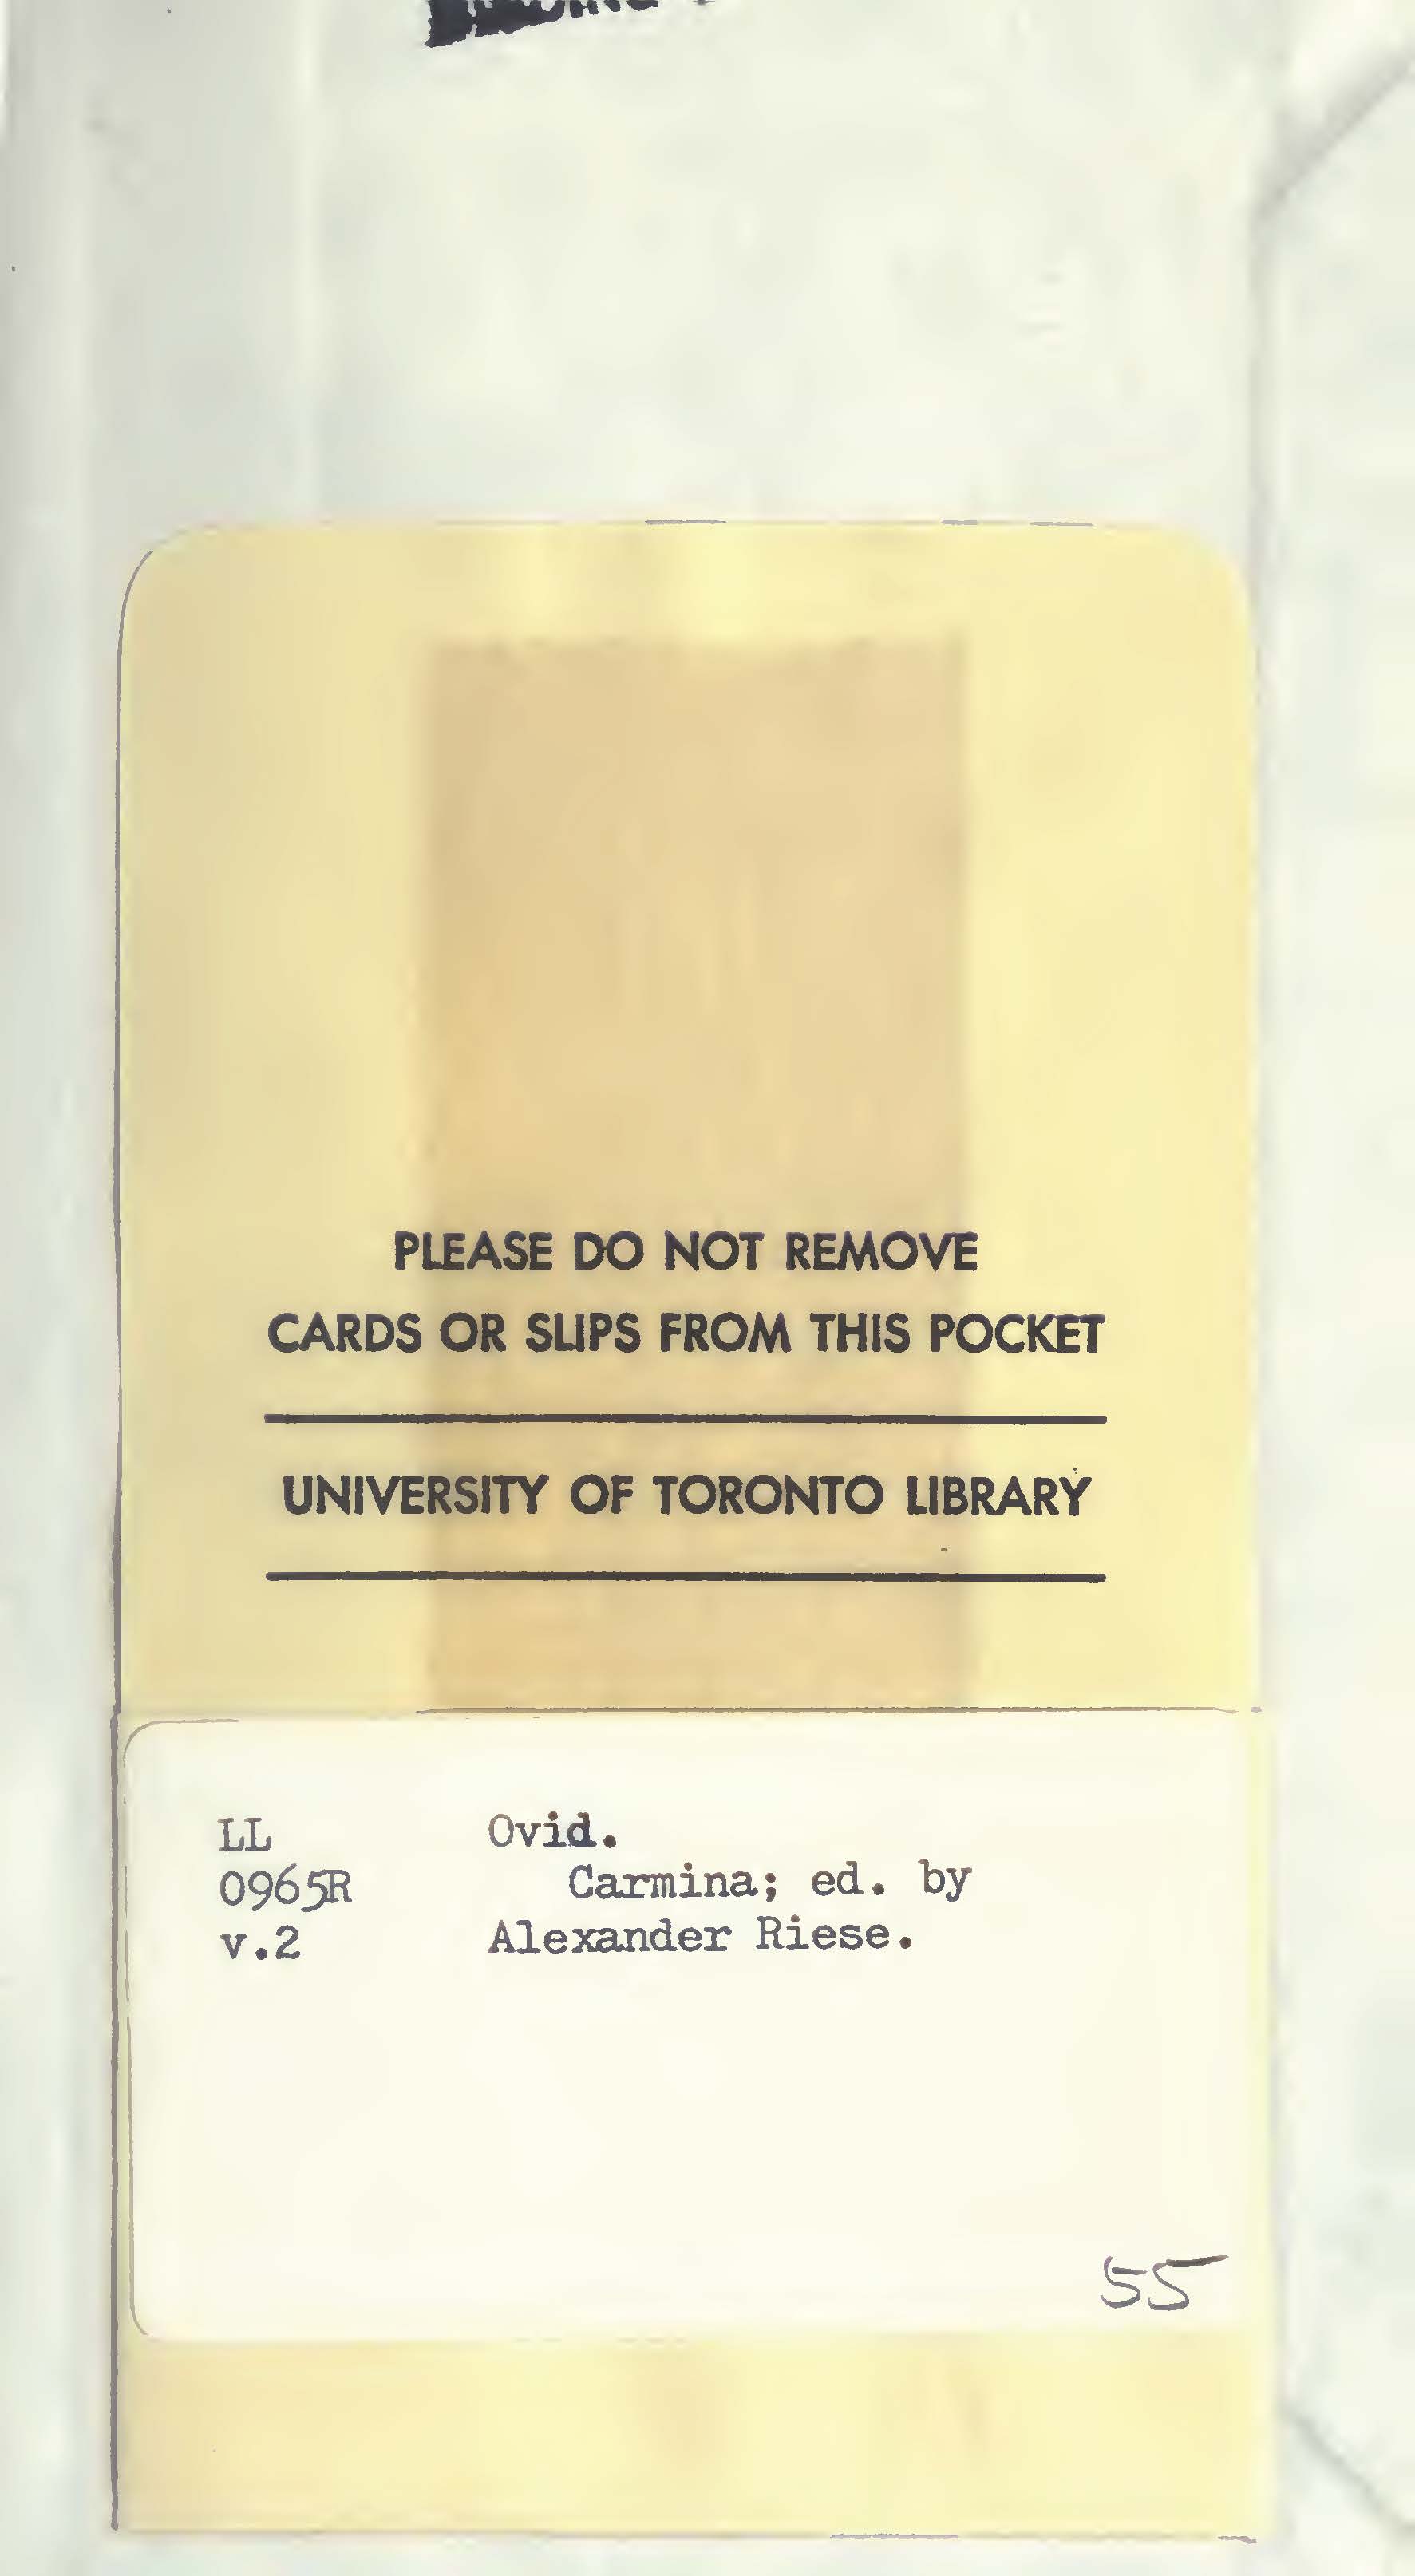 PLEASE DO NOT REMOVE
CARDS OR SLIPS FROM THIS POCKET
UNIVERSITY OF TORONTO LIBRARY
LL
0965R
v.2
Ovid.
Carmina; ed. by
Alexander Riese.
55